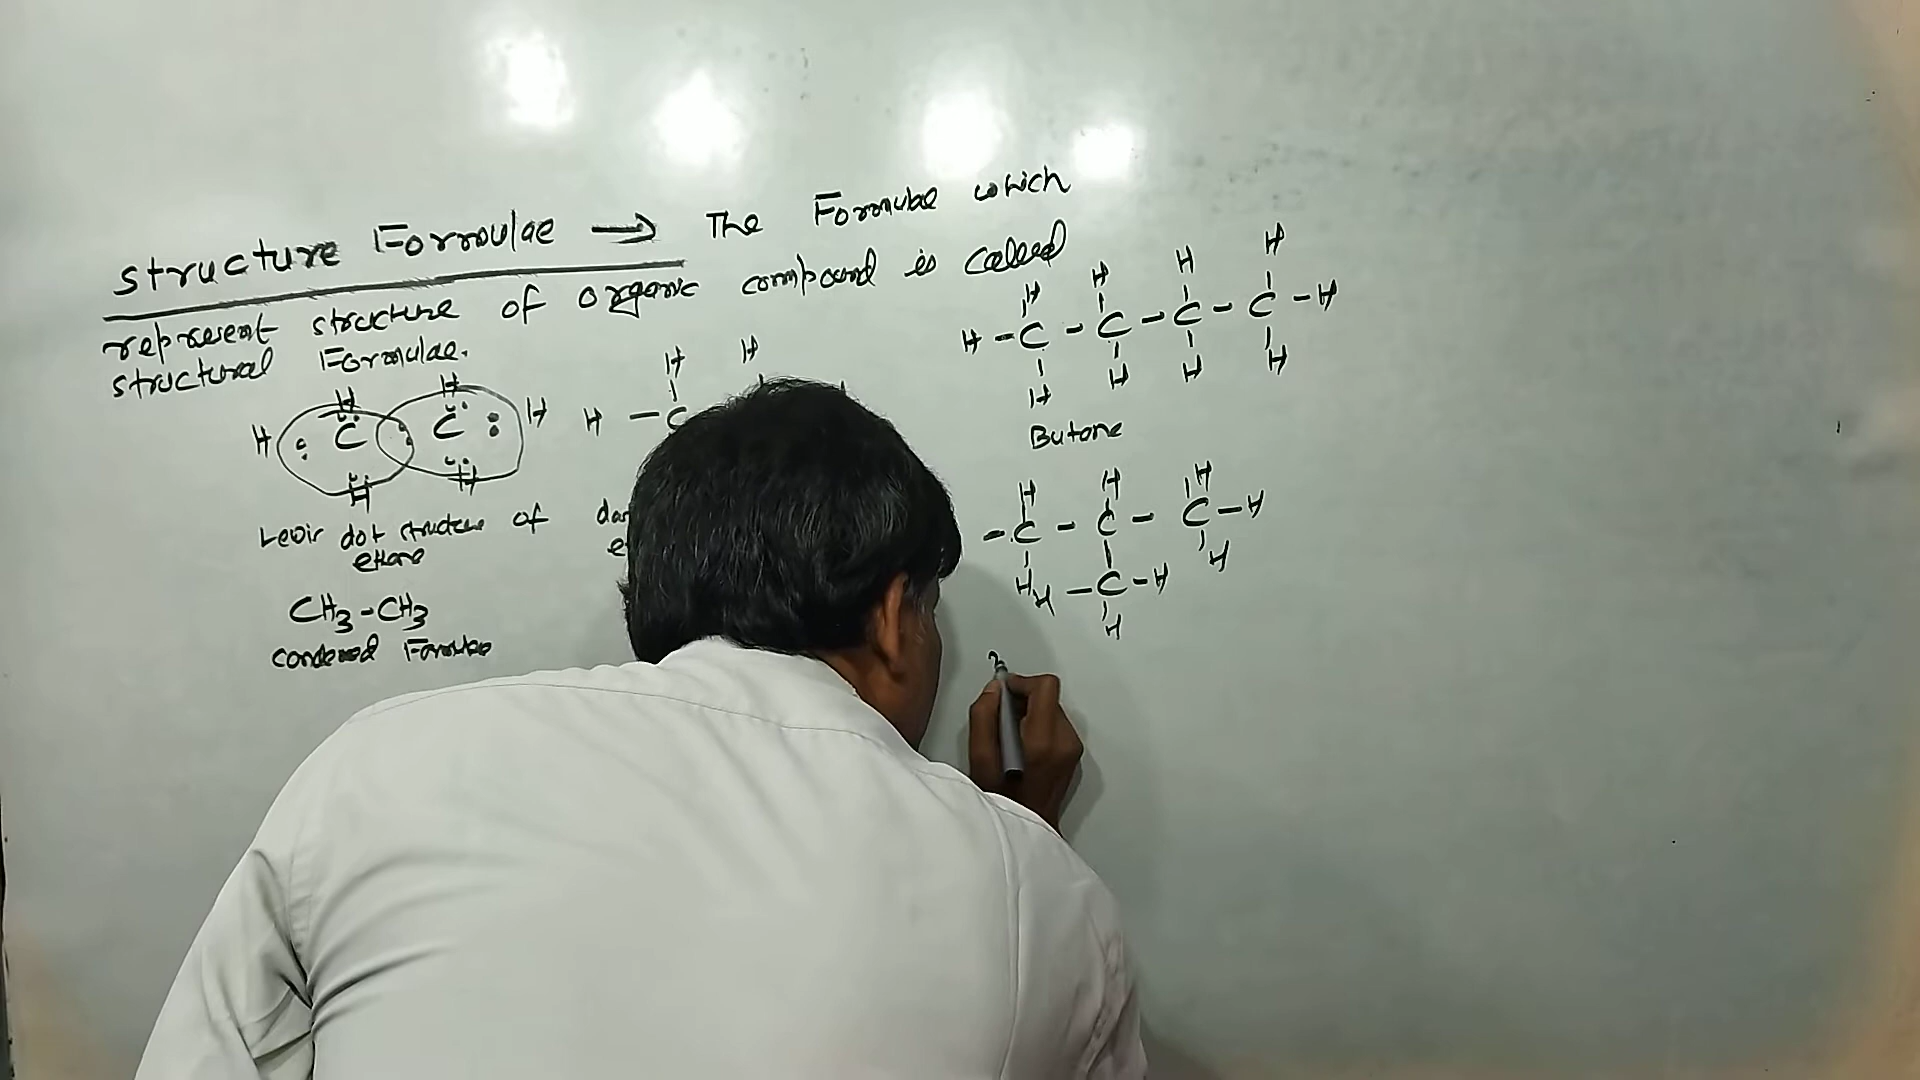 structure Formulae → The Formulae which
represent structure of organic compound is called
structural Formulae.
H H
H : C : C : H
H H
Lewis dot structure of
ethane
CH3-CH3
condensed Formulae
H H
H - C
H H H H
H - C - C - C - C - H
H H H H
Butane
H H H
- C - C - C - H
H H
H - C - H
H